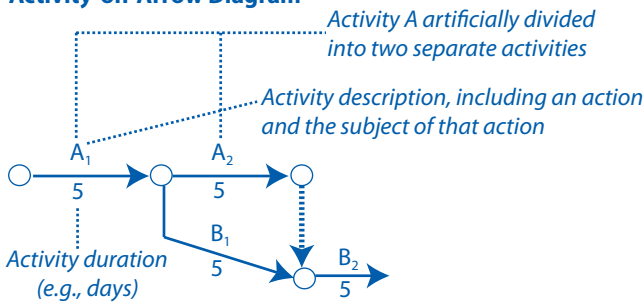 Activity-on-Arrow Diagram
Activity A artificially divided
into two separate activities
Activity description, including an action
and the subject of that action
A₁
A₂
5
5
B₁
5
Activity duration
(e.g., days)
B₂
5